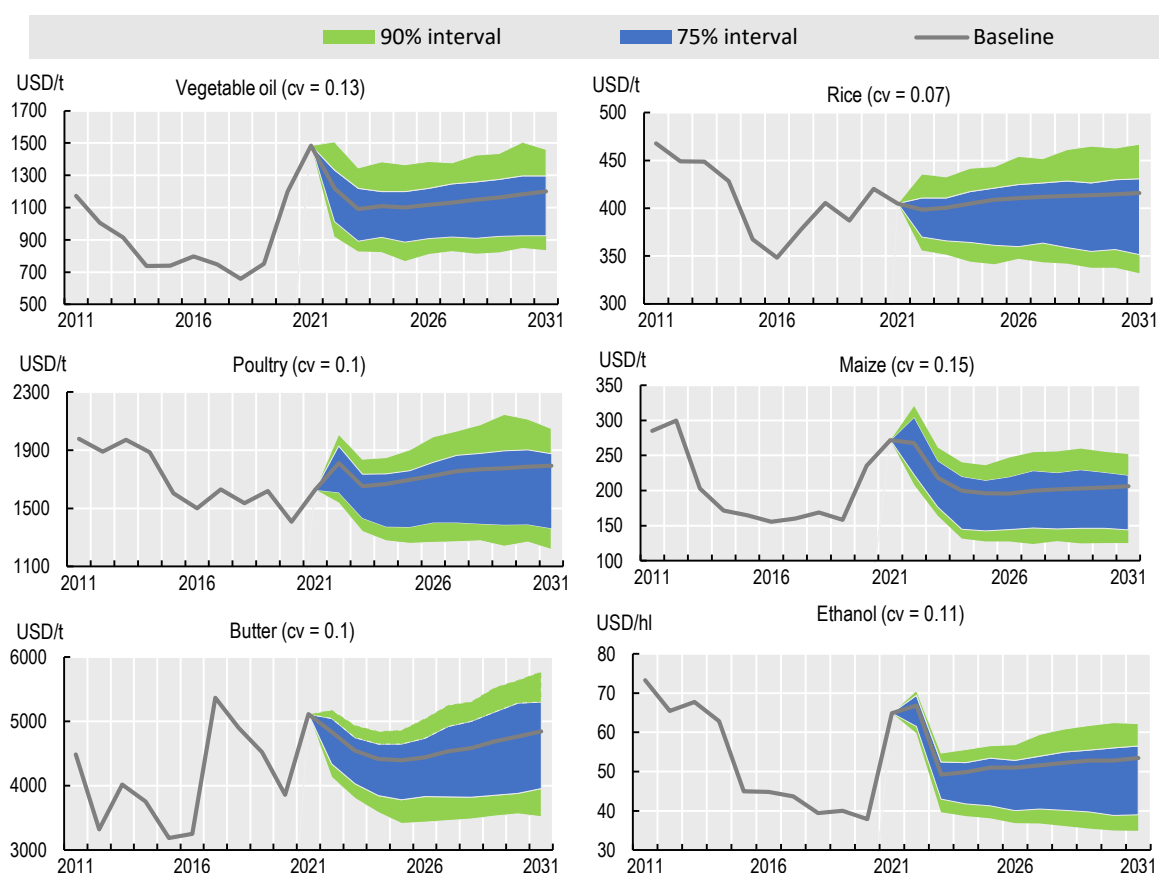 90% interval 75% interval Baseline
USD/t
Vegetable oil (cv = 0.13)
1700
1500
1300
1100
900
700
500
2011 2016 2021 2026 2031
USD/t
Rice (cv = 0.07)
500
450
400
350
300
2011 2016 2021 2026 2031
USD/t
Poultry (cv = 0.1)
2300
1900
1500
1100
2011 2016 2021 2026 2031
USD/t
Maize (cv = 0.15)
350
300
250
200
150
100
2011 2016 2021 2026 2031
USD/t
Butter (cv = 0.1)
6000
5000
4000
3000
2011 2016 2021 2026 2031
USD/hl
Ethanol (cv = 0.11)
80
70
60
50
40
30
2011 2016 2021 2026 2031